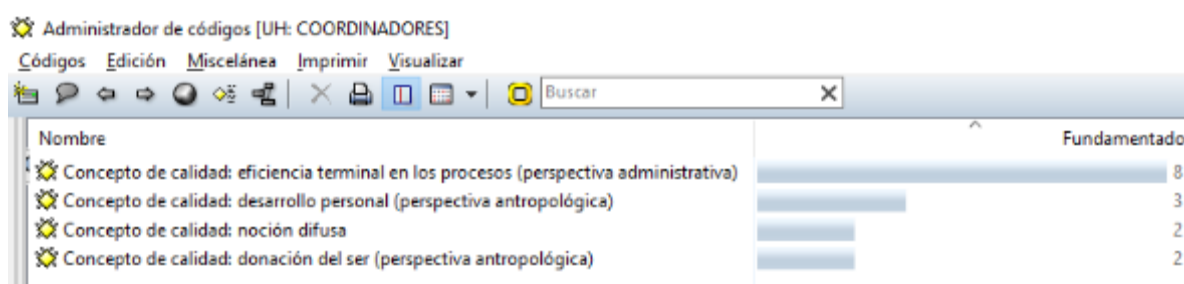 Administrador de códigos [UH: COORDINADORES]
Códigos Edición Miscelánea Imprimir Visualizar
Buscar
Nombre Fundamentado
Concepto de calidad: eficiencia terminal en los procesos (perspectiva administrativa) 8
Concepto de calidad: desarrollo personal (perspectiva antropológica) 3
Concepto de calidad: noción difusa 2
Concepto de calidad: donación del ser (perspectiva antropológica) 2